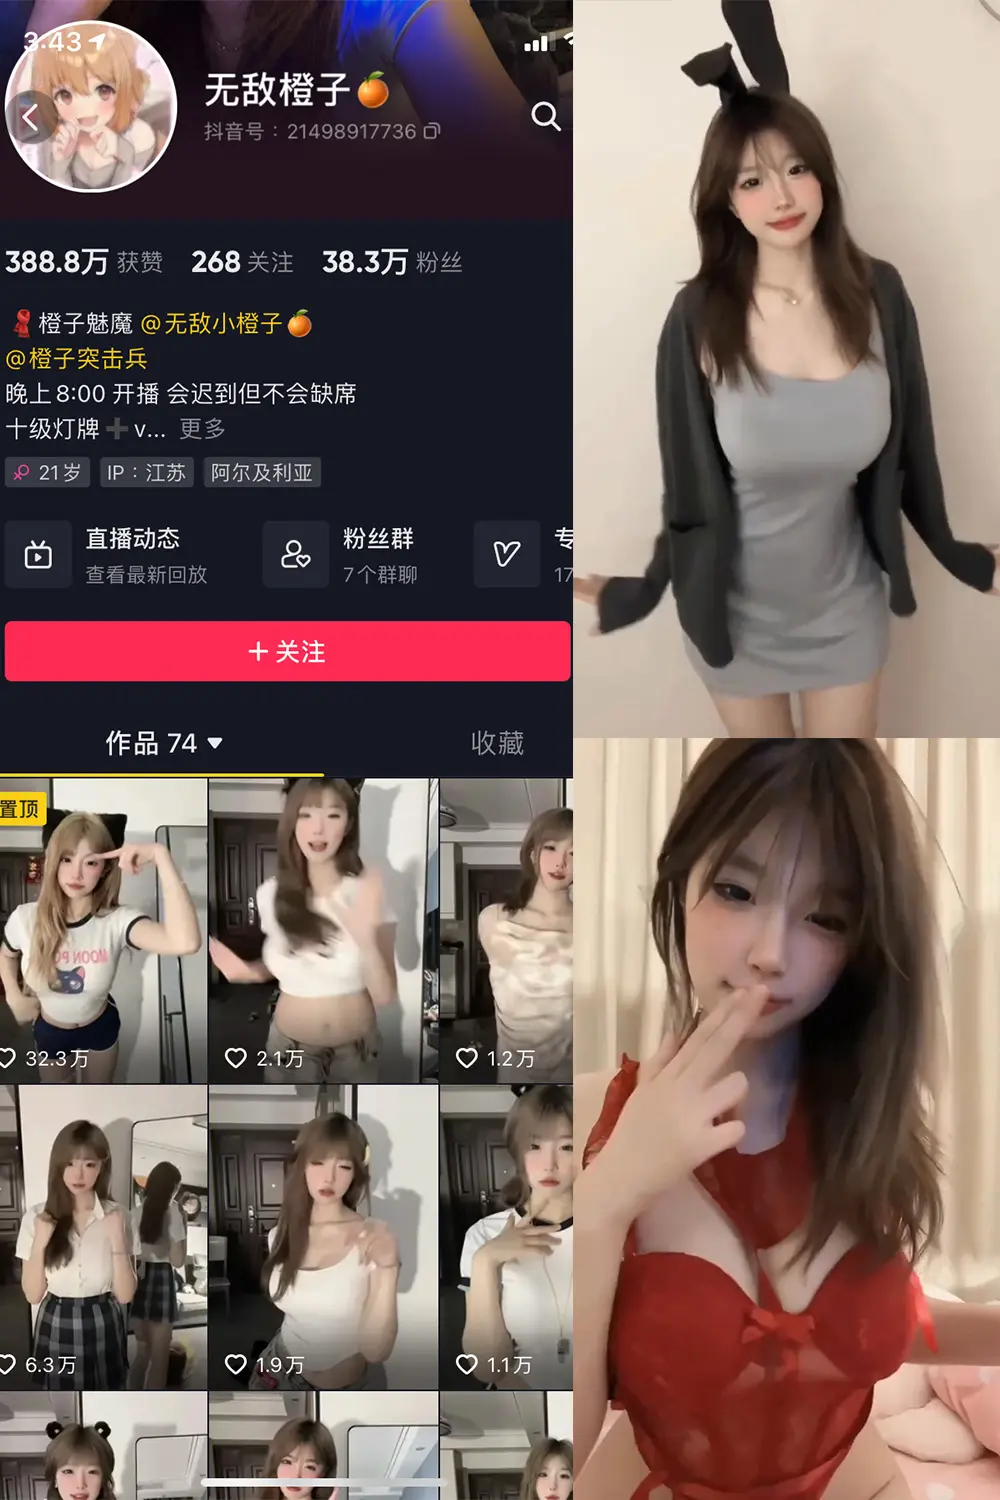 3:43
无敌橙子🍊
抖音号：21498917736
388.8万 获赞 268 关注 38.3万 粉丝
橙子魅魔 @无敌小橙子🍊
@橙子突击兵
晚上8:00 开播 会迟到但不会缺席
十级灯牌➕v... 更多
21岁 IP：江苏 阿尔及利亚
直播动态 粉丝群 专
查看最新回放 7个群聊 17
+ 关注
作品 74 收藏
置顶
MOON PO
32.3万 2.1万 1.2万
6.3万 1.9万 1.1万